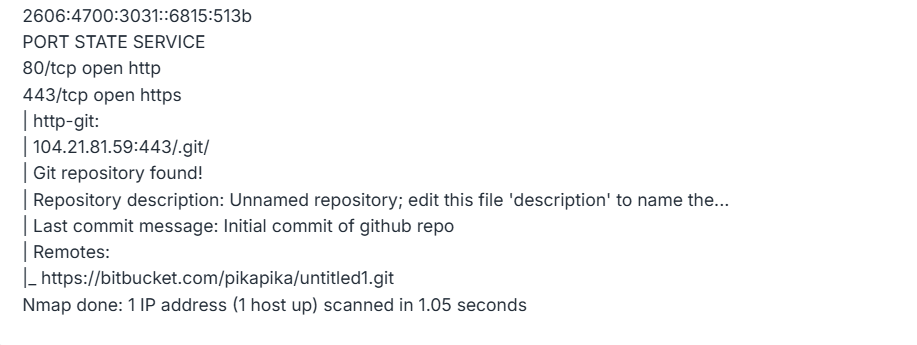 2606:4700:3031::6815:513b
PORT STATE SERVICE
80/tcp open http
443/tcp open https
| http-git:
| 104.21.81.59:443/.git/
| Git repository found!
| Repository description: Unnamed repository; edit this file 'description' to name the...
| Last commit message: Initial commit of github repo
| Remotes:
|_ https://bitbucket.com/pikapika/untitled1.git
Nmap done: 1 IP address (1 host up) scanned in 1.05 seconds